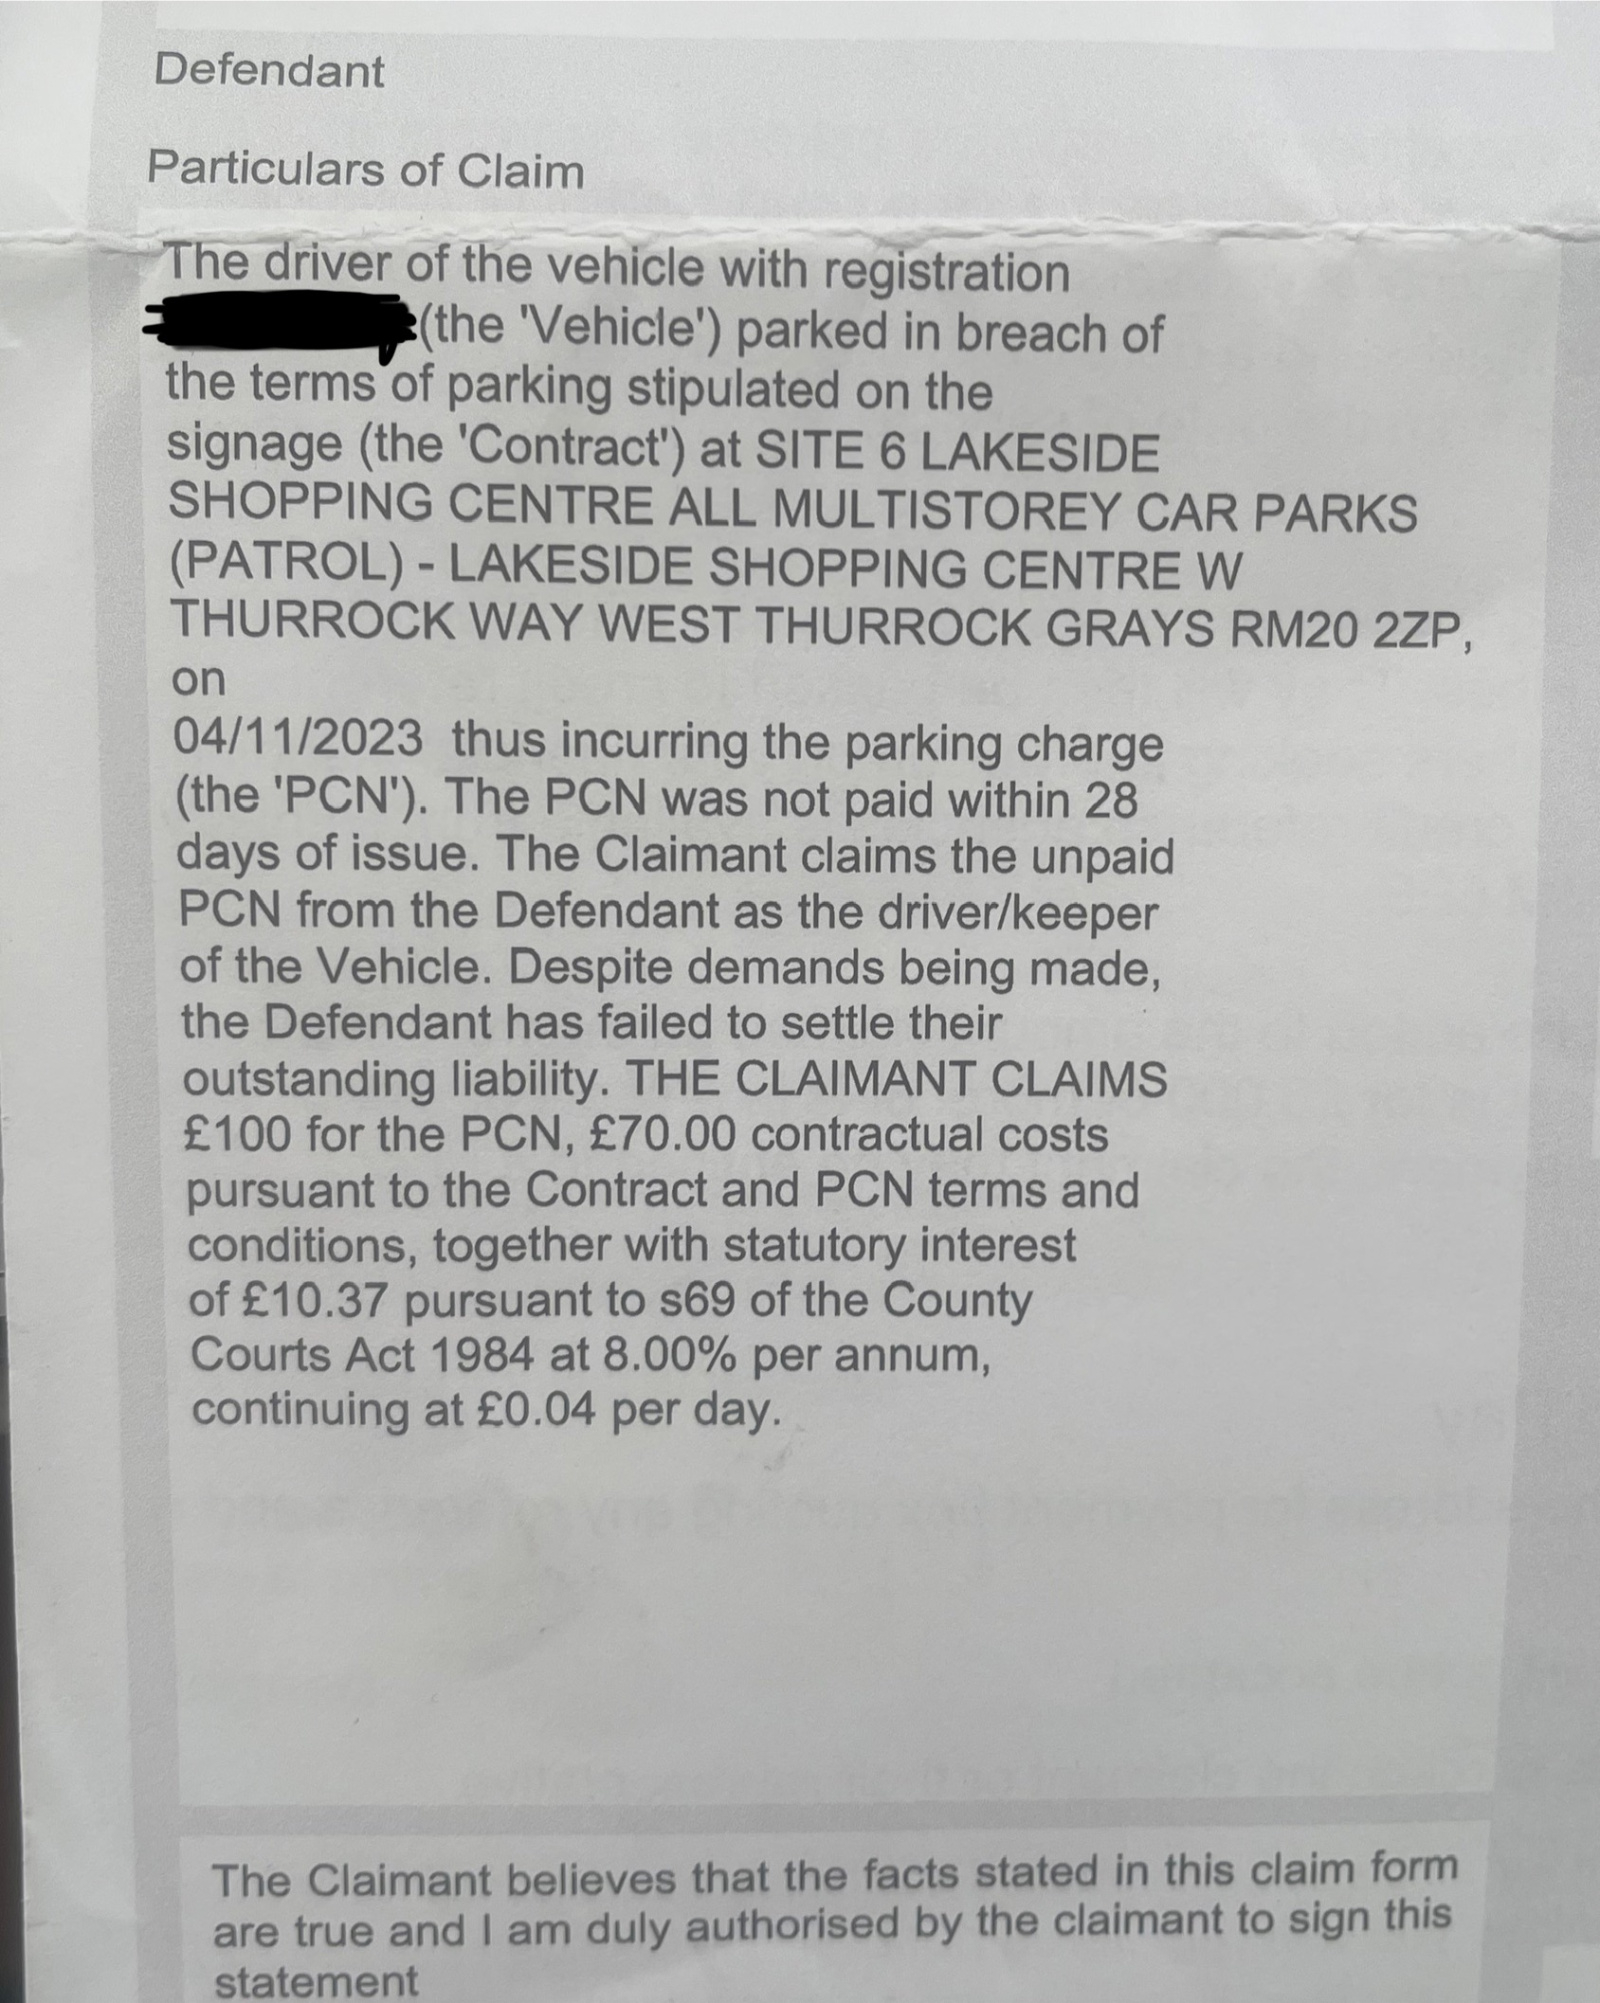 Defendant
Particulars of Claim
The driver of the vehicle with registration
(the 'Vehicle') parked in breach of
the terms of parking stipulated on the
signage (the 'Contract') at SITE 6 LAKESIDE
SHOPPING CENTRE ALL MULTISTOREY CAR PARKS
(PATROL) - LAKESIDE SHOPPING CENTRE W
THURROCK WAY WEST THURROCK GRAYS RM20 2ZP,
on
04/11/2023 thus incurring the parking charge
(the 'PCN'). The PCN was not paid within 28
days of issue. The Claimant claims the unpaid
PCN from the Defendant as the driver/keeper
of the Vehicle. Despite demands being made,
the Defendant has failed to settle their
outstanding liability. THE CLAIMANT CLAIMS
£100 for the PCN, £70.00 contractual costs
pursuant to the Contract and PCN terms and
conditions, together with statutory interest
of £10.37 pursuant to s69 of the County
Courts Act 1984 at 8.00% per annum,
continuing at £0.04 per day.
The Claimant believes that the facts stated in this claim form
are true and I am duly authorised by the claimant to sign this
statement